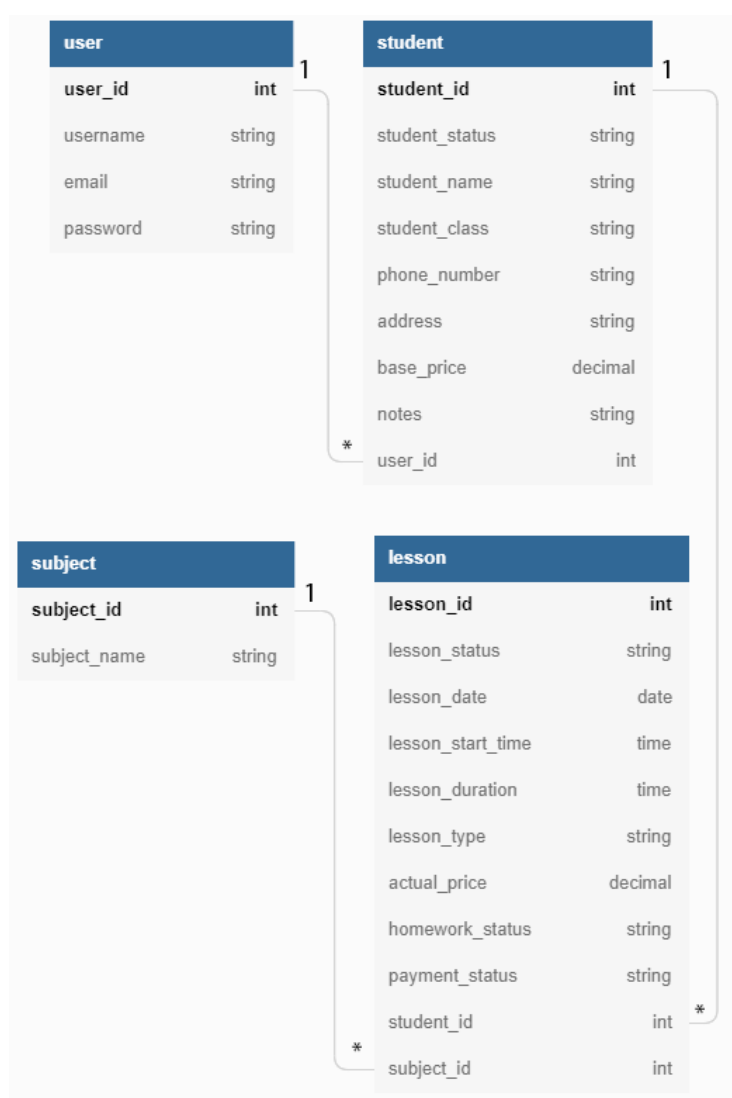 user
1
user_id int
username string
email string
password string
*
student
1
student_id int
student_status string
student_name string
student_class string
phone_number string
address string
base_price decimal
notes string
user_id int
subject
1
subject_id int
subject_name string
*
lesson
lesson_id int
lesson_status string
lesson_date date
lesson_start_time time
lesson_duration time
lesson_type string
actual_price decimal
homework_status string
payment_status string
student_id int *
subject_id int